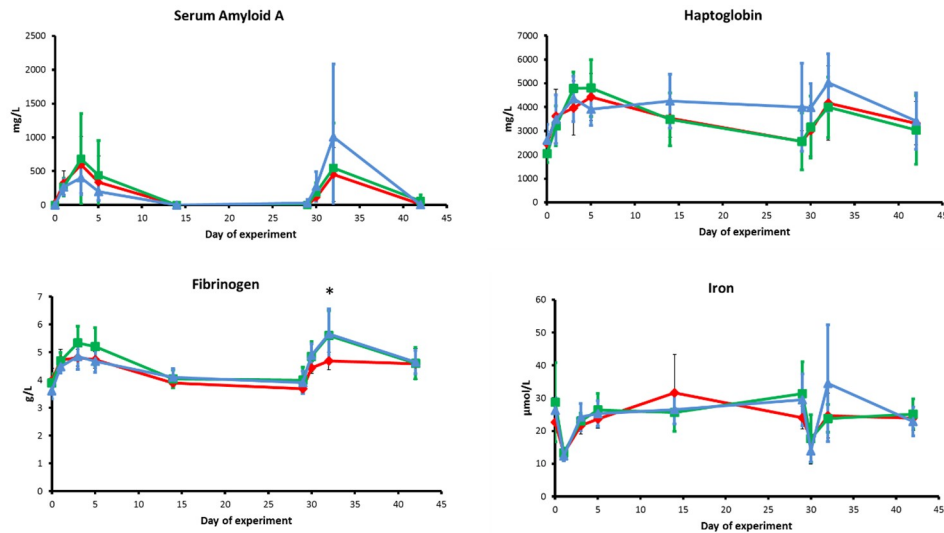 Serum Amyloid A
2500
2000
1500
1000
500
0
mg/L
0 5 10 15 20 25 30 35 40 45
Day of experiment
Haptoglobin
7000
6000
5000
4000
3000
2000
1000
0
mg/L
0 5 10 15 20 25 30 35 40 45
Day of experiment
Fibrinogen
*
7
6
5
4
3
2
1
0
g/L
0 5 10 15 20 25 30 35 40 45
Day of experiment
Iron
60
50
40
30
20
10
0
µmol/L
0 5 10 15 20 25 30 35 40 45
Day of experiment